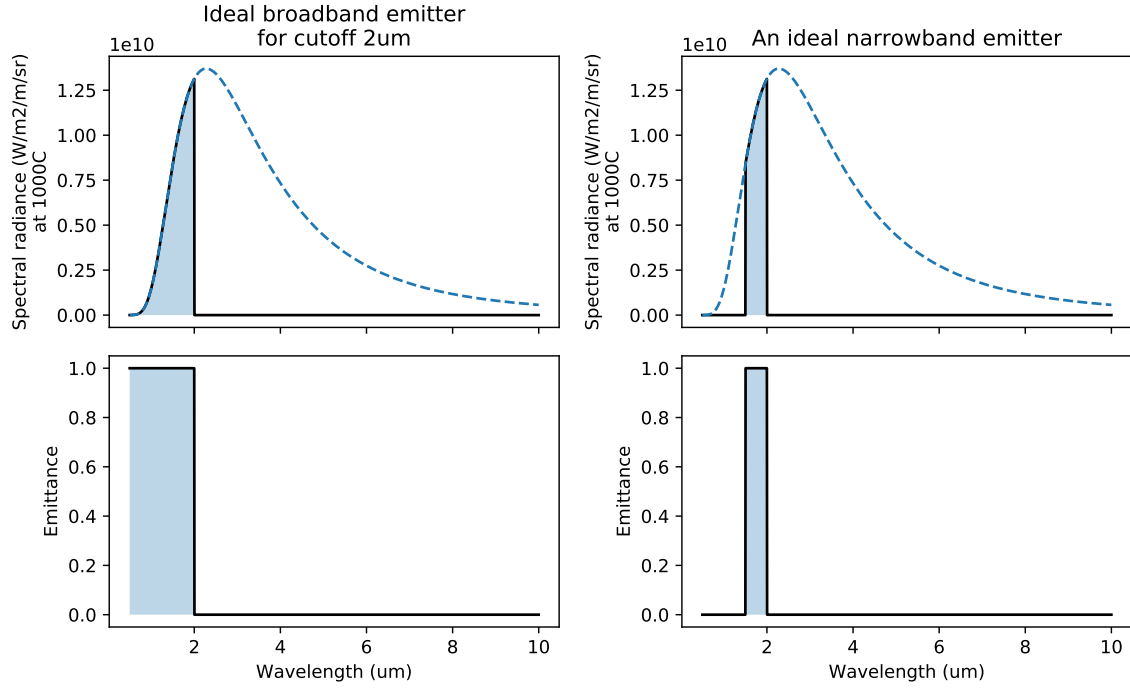 Ideal broadband emitter
for cutoff 2um
1e10
Spectral radiance (W/m2/m/sr)
at 1000C
1.25
1.00
0.75
0.50
0.25
0.00
An ideal narrowband emitter
1e10
Spectral radiance (W/m2/m/sr)
at 1000C
1.25
1.00
0.75
0.50
0.25
0.00
Emittance
1.0
0.8
0.6
0.4
0.2
0.0
2 4 6 8 10
Wavelength (um)
Emittance
1.0
0.8
0.6
0.4
0.2
0.0
2 4 6 8 10
Wavelength (um)